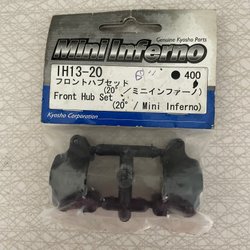 Genuine Kyosho Parts
Mini Inferno
IH13-20
400
フロントハブセット
(20°/ミニインファーノ)
Front Hub Set
(20°/ Mini Inferno)
Kyosho Corporation